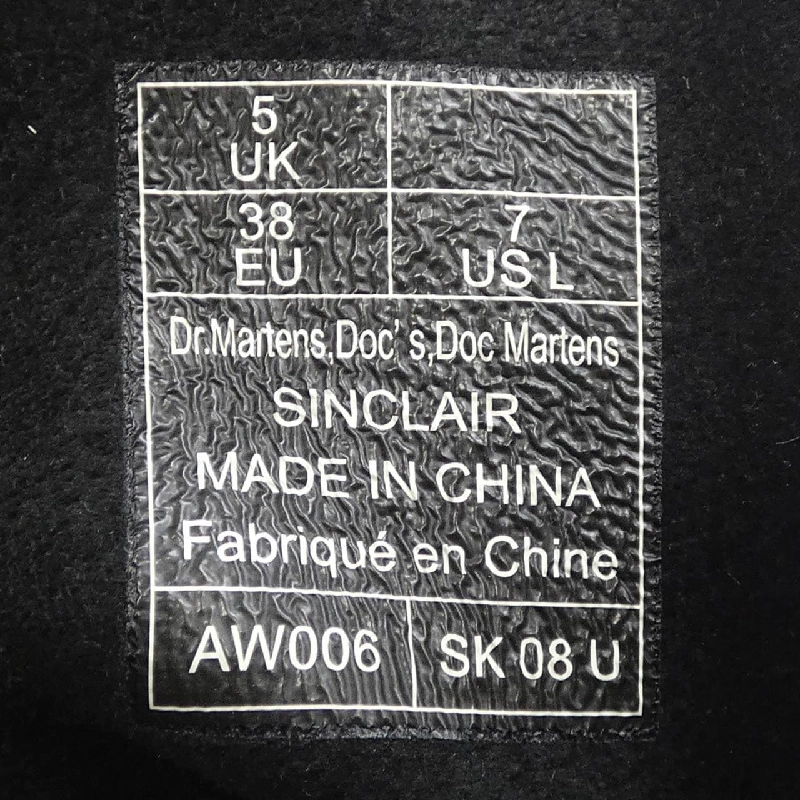 5
UK
38
EU
7
US L
Dr.Martens,Doc's,Doc Martens
SINCLAIR
MADE IN CHINA
Fabriqué en Chine
AW006
SK 08 U